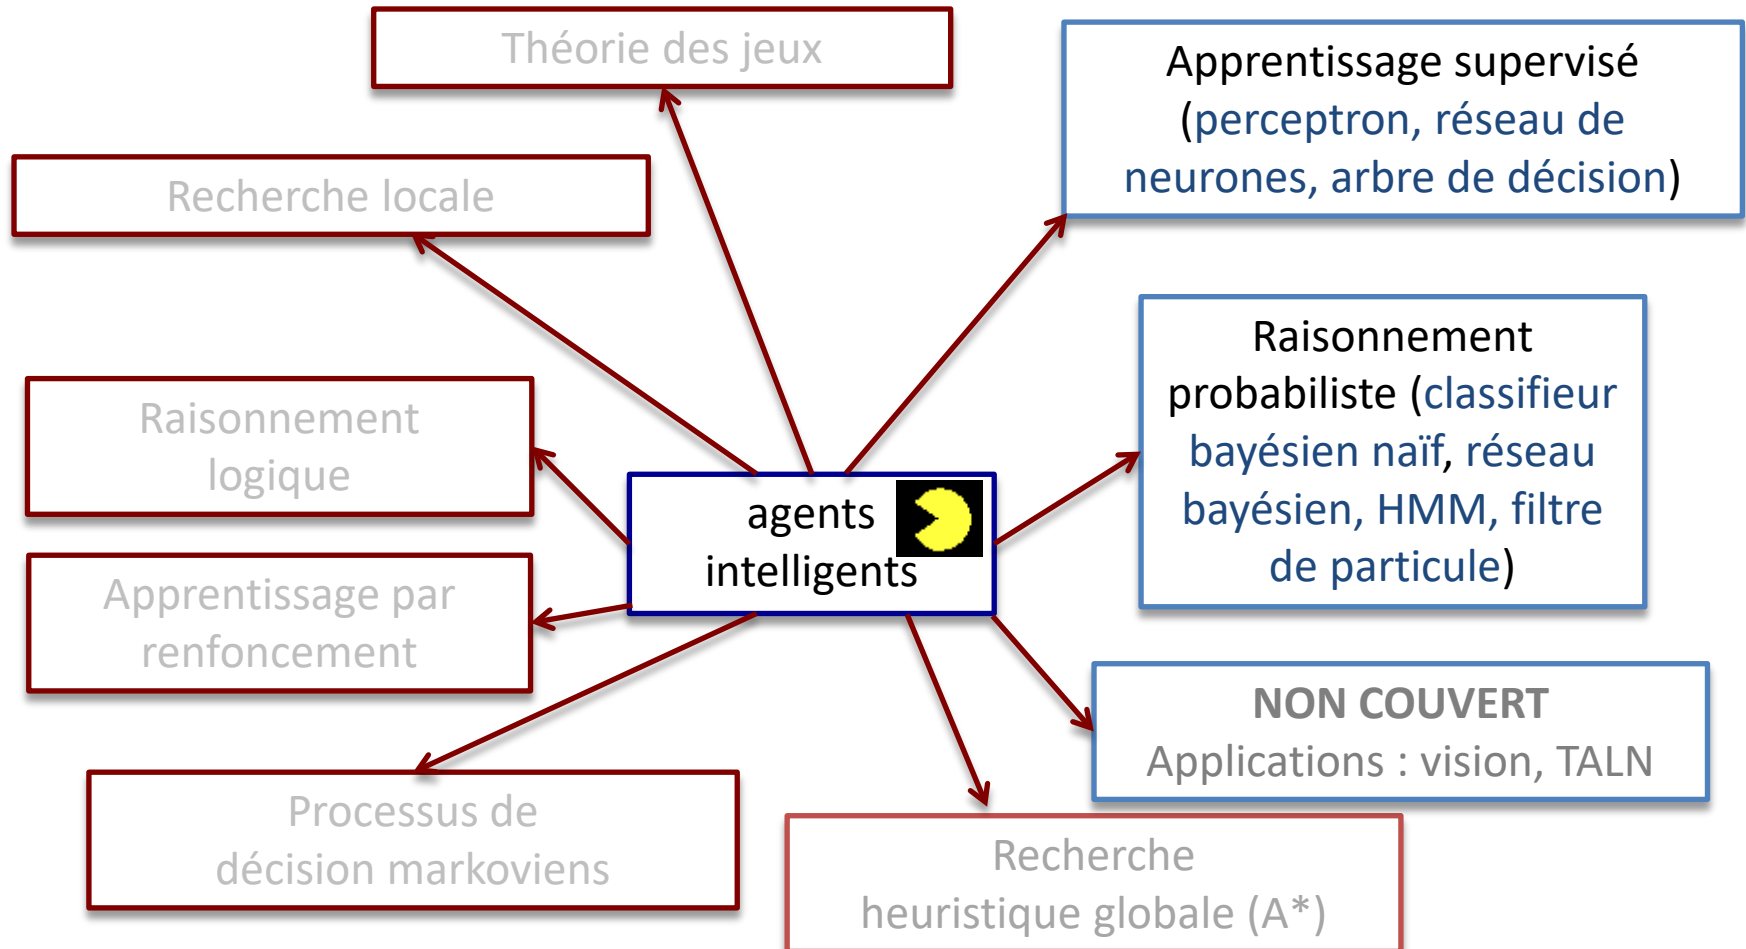 Théorie des jeux
Apprentissage supervisé
(perceptron, réseau de
neurones, arbre de décision)
Recherche locale
Raisonnement
probabiliste (classifieur
bayésien naïf, réseau
bayésien, HMM, filtre
de particule)
Raisonnement
logique
agents
intelligents
Apprentissage par
renfoncement
NON COUVERT
Applications : vision, TALN
Processus de
décision markoviens
Recherche
heuristique globale (A*)